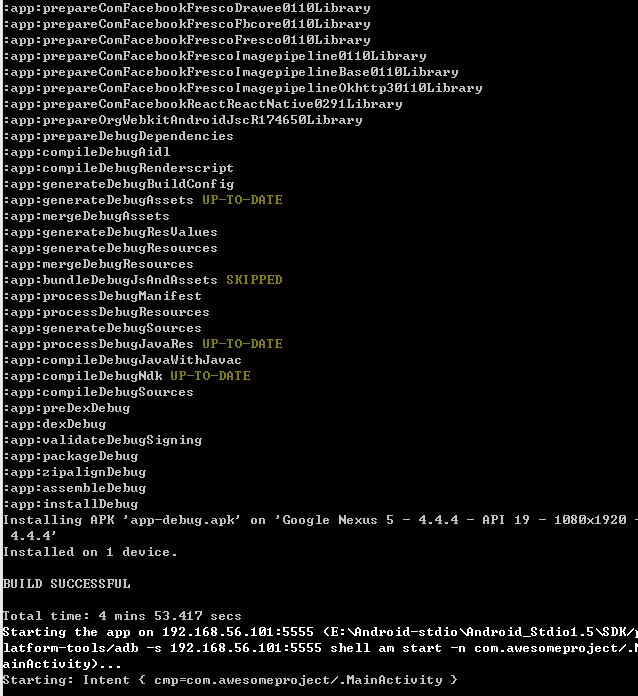 :app:prepareComFacebookFrescoDrawee0110Library
:app:prepareComFacebookFrescoFbcore0110Library
:app:prepareComFacebookFrescoFresco0110Library
:app:prepareComFacebookFrescoImagepipeline0110Library
:app:prepareComFacebookFrescoImagepipelineBase0110Library
:app:prepareComFacebookFrescoImagepipelineOkhttp30110Library
:app:prepareComFacebookReactReactNative0291Library
:app:prepareOrgWebkitAndroidJscR174650Library
:app:prepareDebugDependencies
:app:compileDebugAidl
:app:compileDebugRenderscript
:app:generateDebugBuildConfig
:app:generateDebugAssets UP-TO-DATE
:app:mergeDebugAssets
:app:generateDebugResValues
:app:generateDebugResources
:app:mergeDebugResources
:app:bundleDebugJsAndAssets SKIPPED
:app:processDebugManifest
:app:processDebugResources
:app:generateDebugSources
:app:processDebugJavaRes UP-TO-DATE
:app:compileDebugJavaWithJavac
:app:compileDebugNdk UP-TO-DATE
:app:compileDebugSources
:app:preDexDebug
:app:dexDebug
:app:validateDebugSigning
:app:packageDebug
:app:zipalignDebug
:app:assembleDebug
:app:installDebug
Installing APK 'app-debug.apk' on 'Google Nexus 5 - 4.4.4 - API 19 - 1080x1920 -
4.4.4'
Installed on 1 device.
BUILD SUCCESSFUL
Total time: 4 mins 53.417 secs
Starting the app on 192.168.56.101:5555 (E:\Android-stdio\Android_Stdio1.5\SDK/p
latform-tools/adb -s 192.168.56.101:5555 shell am start -n com.awesomeproject/.M
ainActivity)...
Starting: Intent { cmp=com.awesomeproject/.MainActivity }